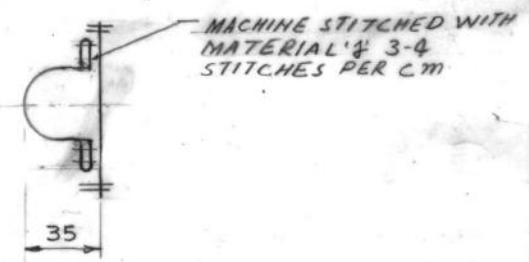 MACHINE STITCHED WITH
MATERIAL 'J' 3-4
STITCHES PER cm
35